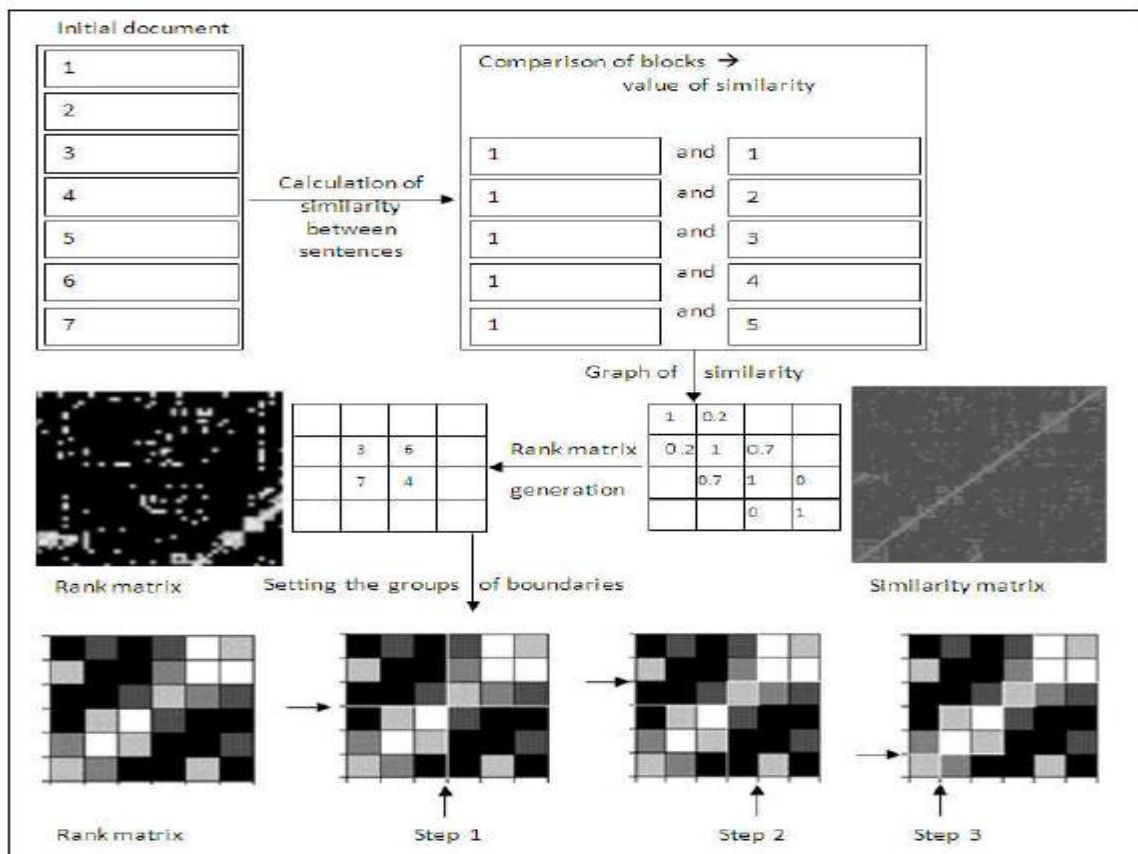 Initial document
1
2
3
4
5
6
7
Calculation of
similarity
between
sentences
Comparison of blocks →
value of similarity
1 and 1
1 and 2
1 and 3
1 and 4
1 and 5
Graph of similarity
1 0.2
0.2 1 0.7
0.7 1 0
0 1
Rank matrix
generation
3 6
7 4
Rank matrix
Similarity matrix
Setting the groups of boundaries
Rank matrix
Step 1
Step 2
Step 3